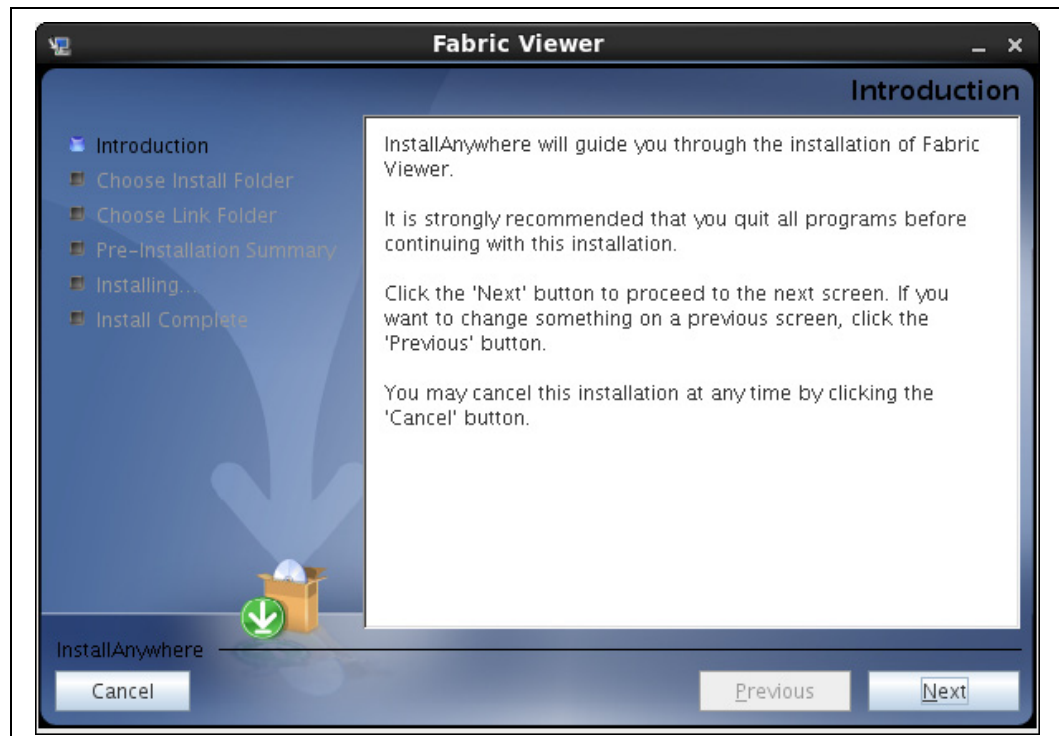 Fabric Viewer
Introduction
Introduction
Choose Install Folder
Choose Link Folder
Pre-Installation Summary
Installing...
Install Complete
InstallAnywhere will guide you through the installation of Fabric
Viewer.
It is strongly recommended that you quit all programs before
continuing with this installation.
Click the 'Next' button to proceed to the next screen. If you
want to change something on a previous screen, click the
'Previous' button.
You may cancel this installation at any time by clicking the
'Cancel' button.
InstallAnywhere
Cancel
Previous
Next